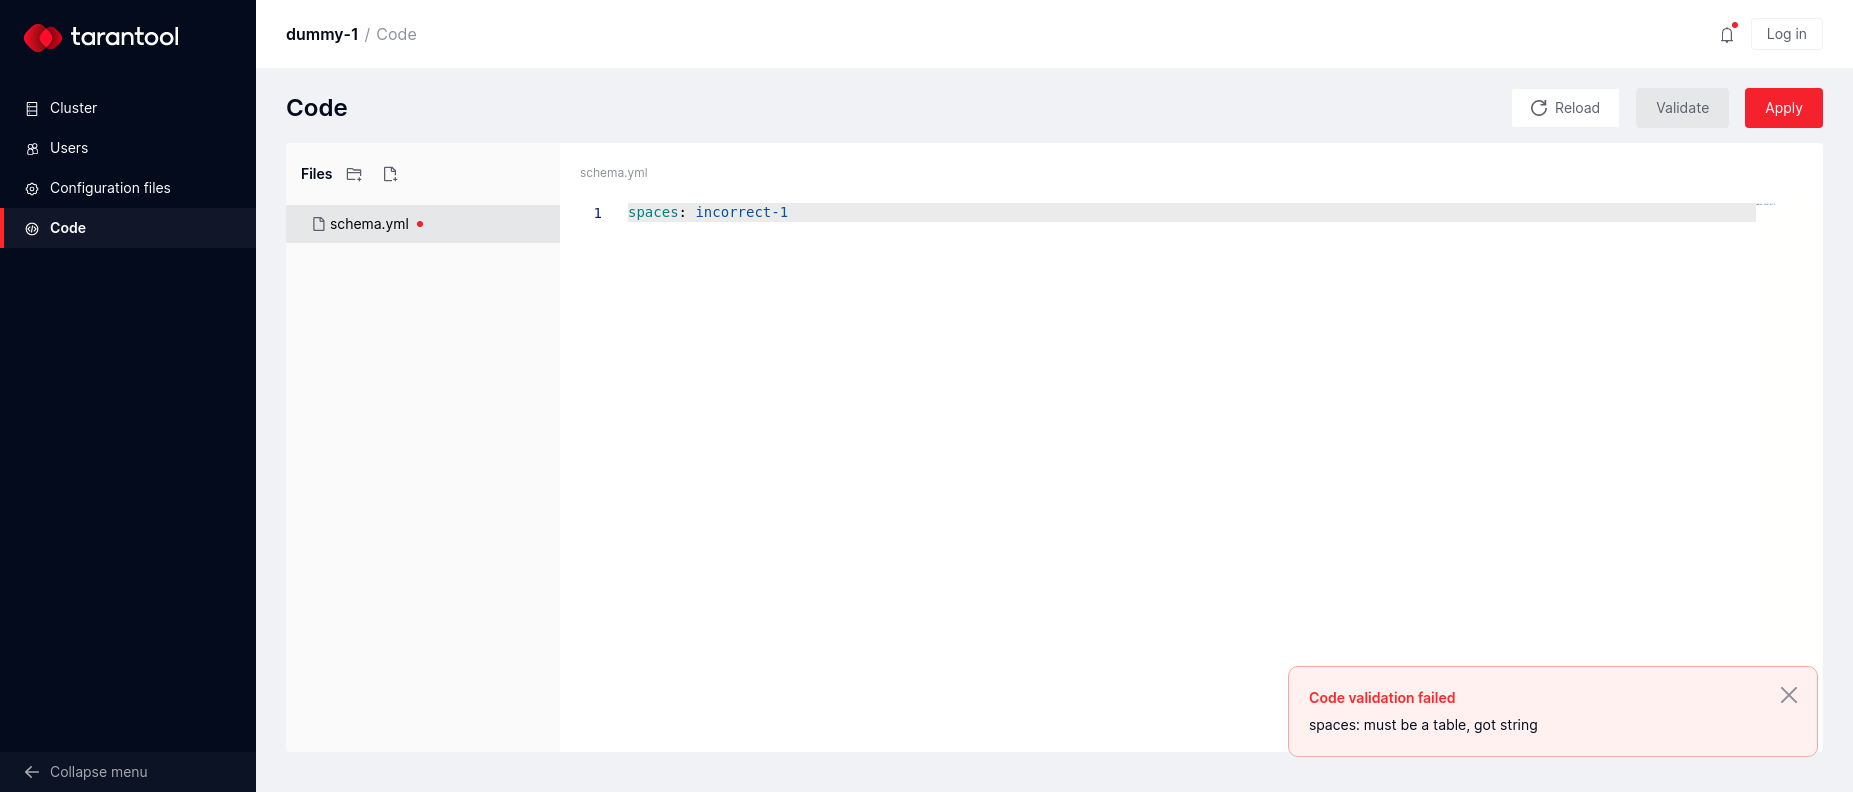 tarantool
Cluster
Users
Configuration files
Code
Collapse menu
dummy-1 / Code
Log in
Code
Reload
Validate
Apply
Files
schema.yml
schema.yml
1 spaces: incorrect-1
Code validation failed
spaces: must be a table, got string